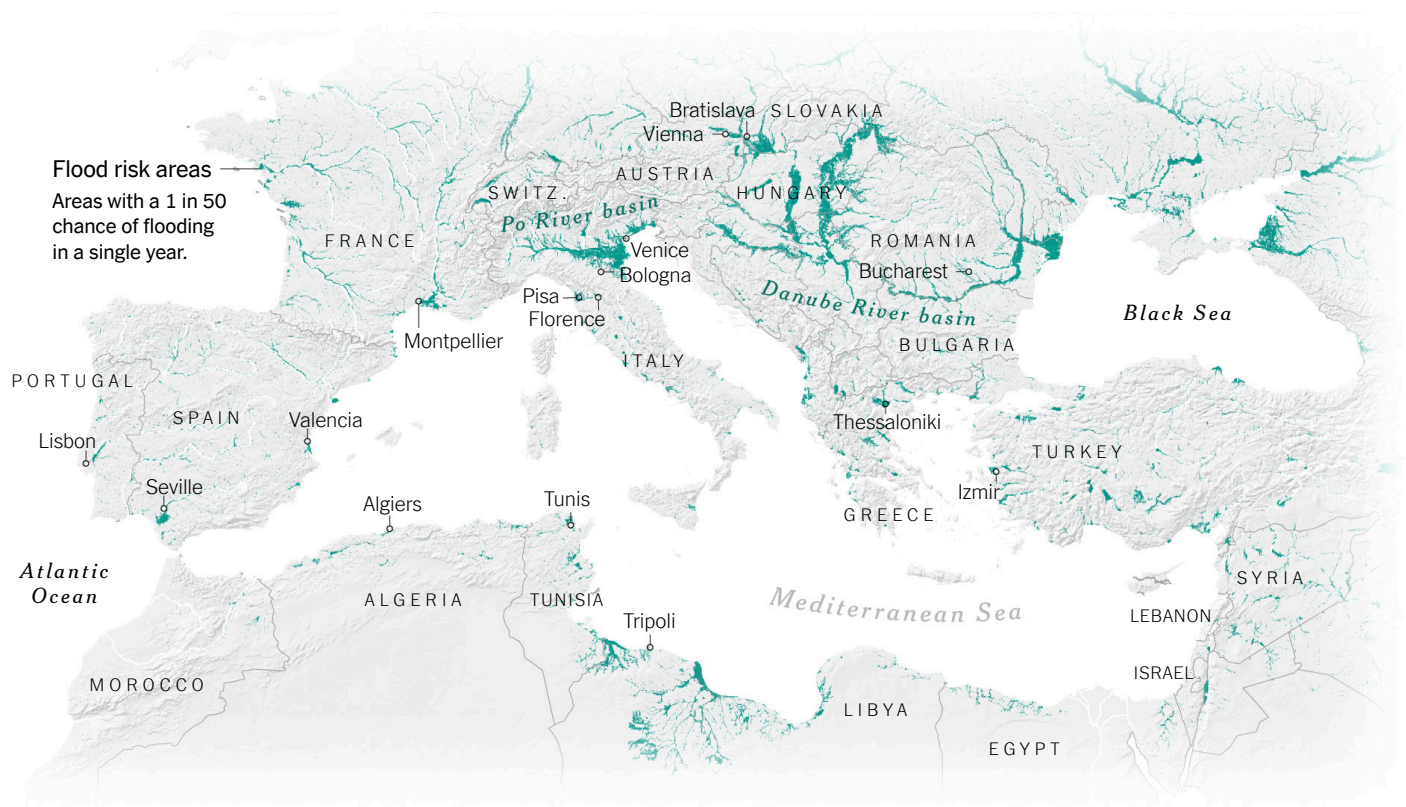 Bratislava
SLOVAKIA
Vienna
Flood risk areas
Areas with a 1 in 50
chance of flooding
in a single year.
AUSTRIA
SWITZ.
HUNGARY
Po River basin
FRANCE
ROMANIA
Venice
Bologna
Bucharest
Pisa
Florence
Danube River basin
Black Sea
Montpellier
BULGARIA
ITALY
PORTUGAL
SPAIN
Valencia
Thessaloniki
Lisbon
TURKEY
Seville
Izmir
Algiers
Tunis
GREECE
Atlantic
Ocean
SYRIA
ALGERIA
TUNISIA
Mediterranean Sea
LEBANON
Tripoli
ISRAEL
MOROCCO
LIBYA
EGYPT